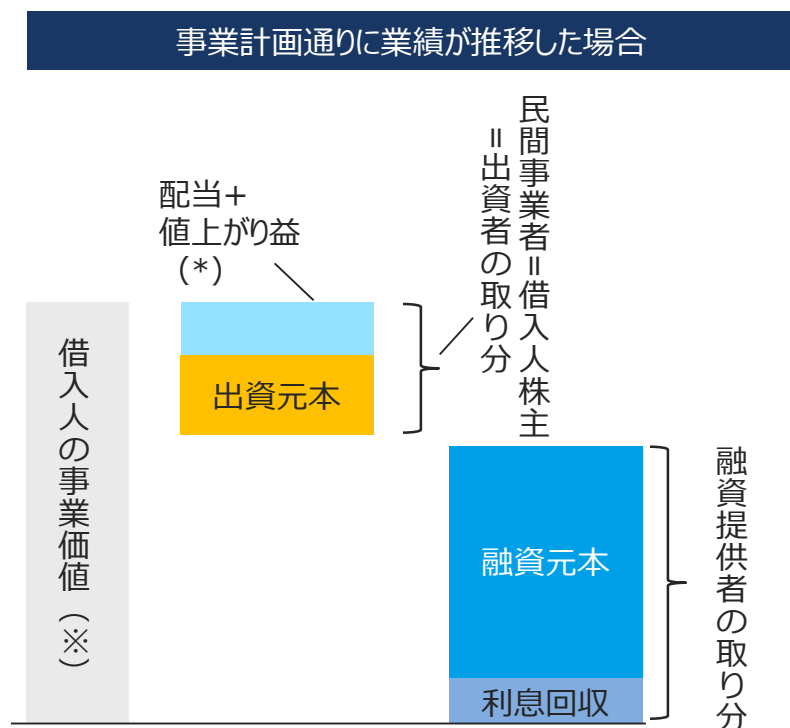 事業計画通りに業績が推移した場合
配当＋
値上がり益
(*)
民間事業者＝借入人株主
＝出資者の取り分
借入人の事業価値（※）
出資元本
融資元本
利息回収
融資提供者の取り分